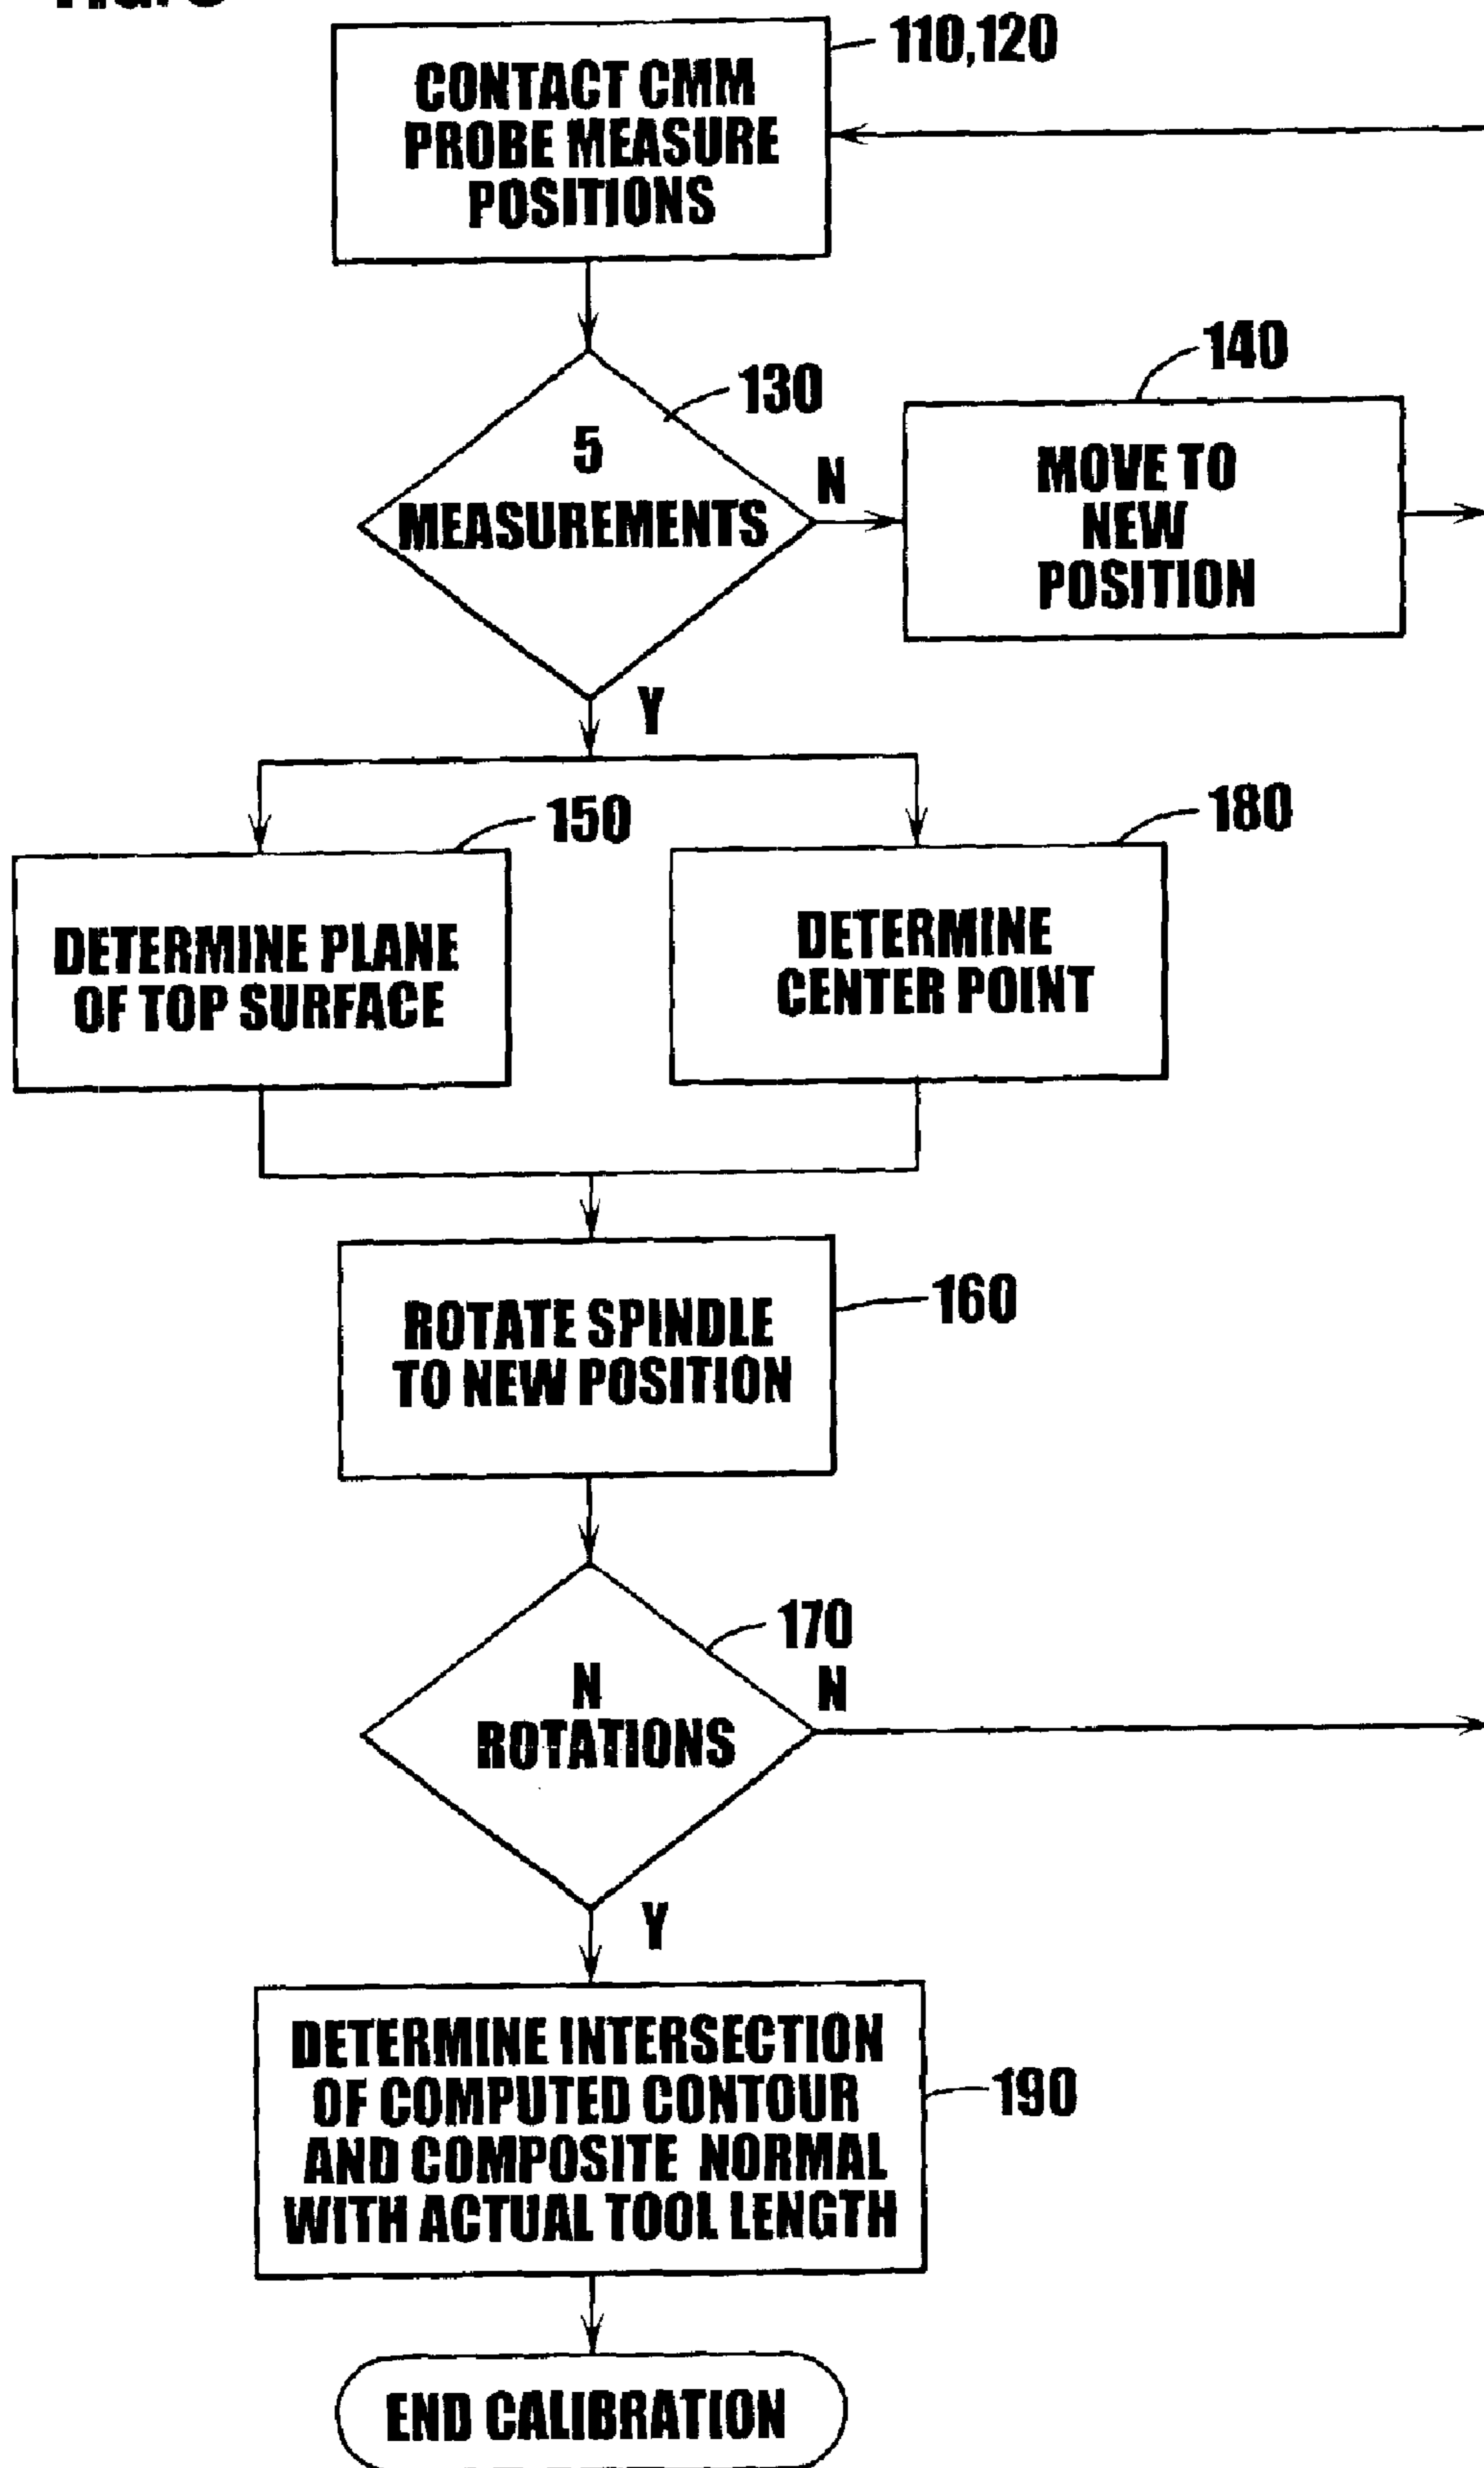 110,120
CONTACT CMM
PROBE MEASURE
POSITIONS
140
130
5
MEASUREMENTS
N
MOVE TO
NEW
POSITION
Y
150
180
DETERMINE PLANE
OF TOP SURFACE
DETERMINE
CENTER POINT
160
ROTATE SPINDLE
TO NEW POSITION
170
N
ROTATIONS
N
Y
DETERMINE INTERSECTION
OF COMPUTED CONTOUR
AND COMPOSITE NORMAL
WITH ACTUAL TOOL LENGTH
190
END CALIBRATION